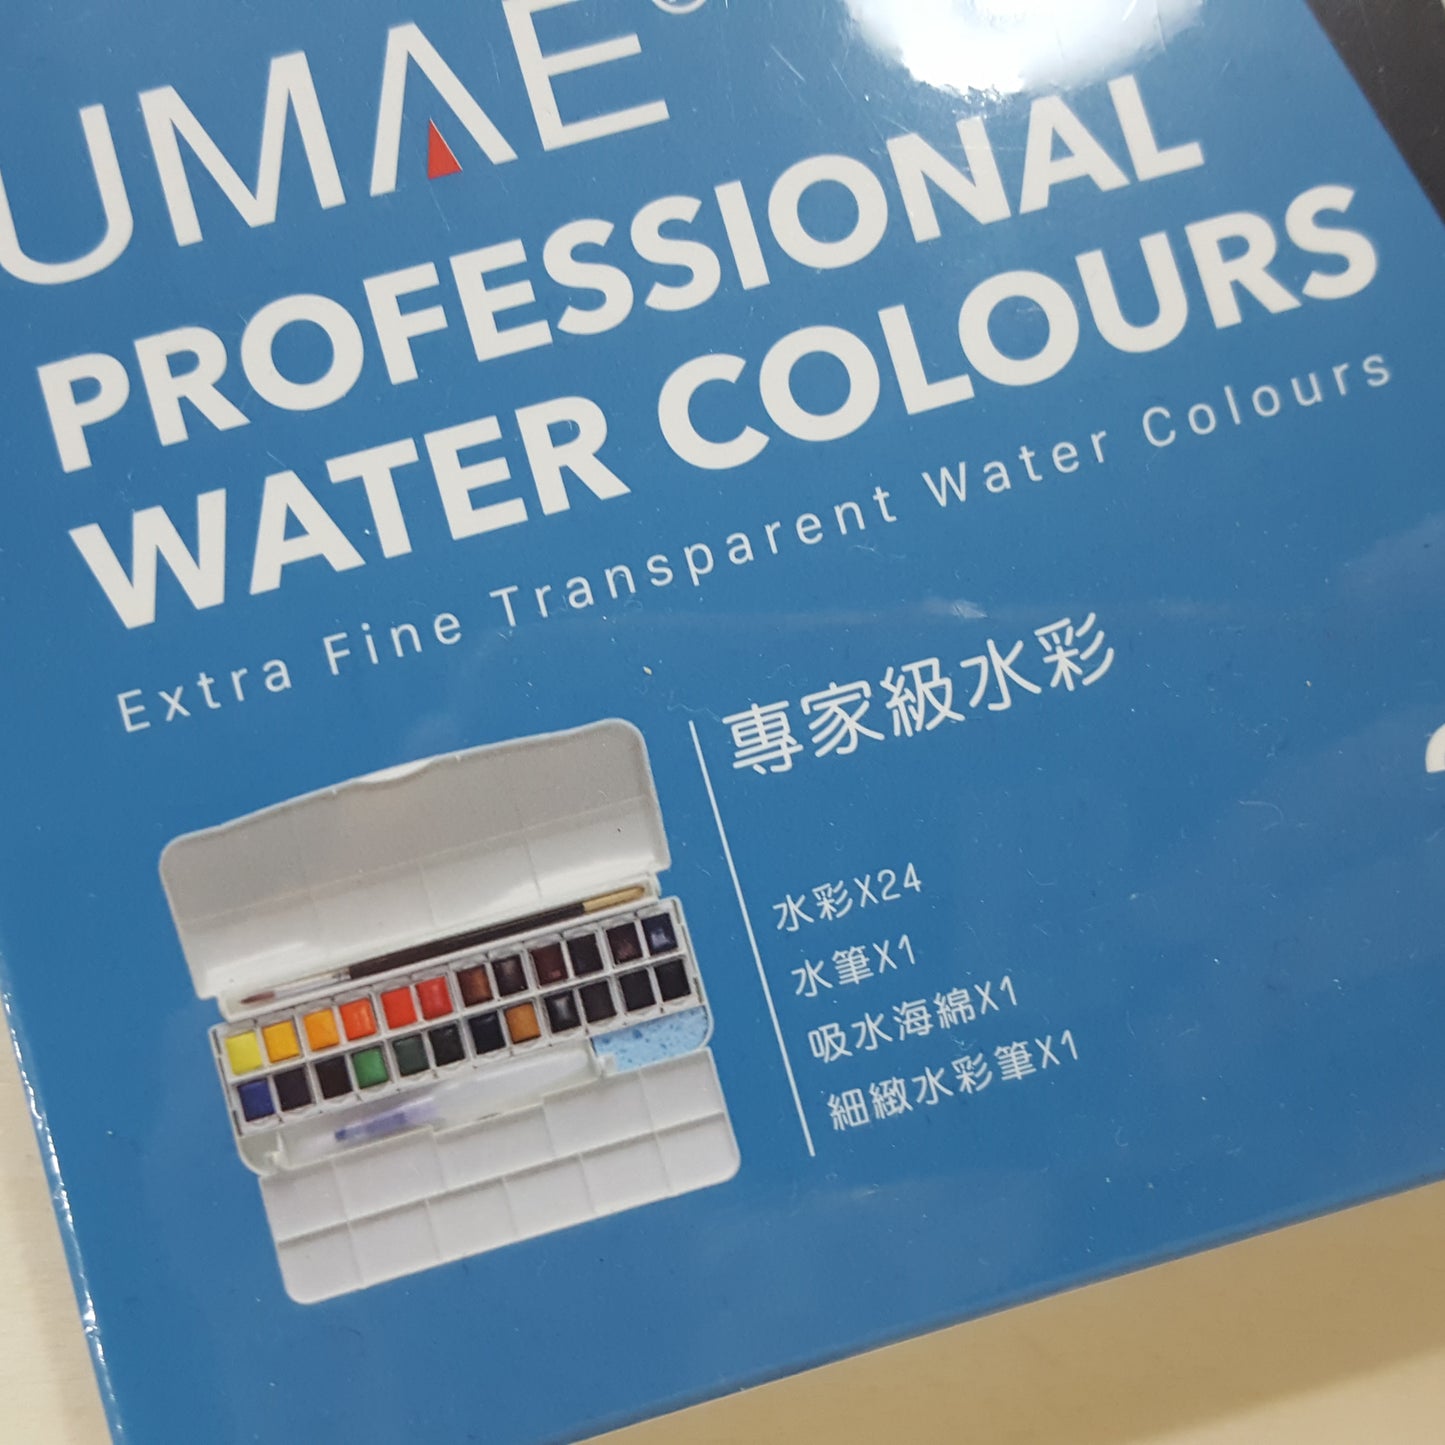 UMAE®
PROFESSIONAL
WATER COLOURS
Extra Fine Transparent Water Colours
專家級水彩
水彩X24
水筆X1
吸水海綿X1
細緻水彩筆X1